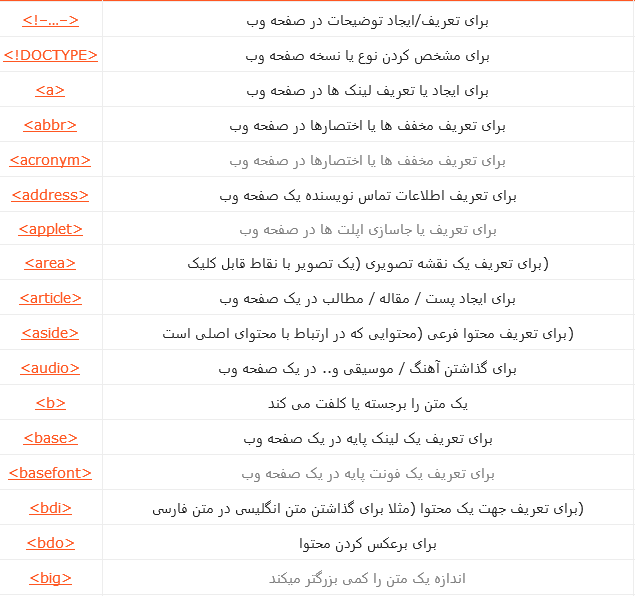 <!–…–> برای تعریف/ایجاد توضیحات در صفحه وب
<!DOCTYPE> برای مشخص کردن نوع یا نسخه صفحه وب
<a> برای ایجاد یا تعریف لینک ها در صفحه وب
<abbr> برای تعریف مخفف ها یا اختصارها در صفحه وب
<acronym> برای تعریف مخفف ها یا اختصارها در صفحه وب
<address> برای تعریف اطلاعات تماس نویسنده یک صفحه وب
<applet> برای تعریف یا جاسازی اپلت ها در صفحه وب
<area> برای تعریف یک نقشه تصویری (یک تصویر با نقاط قابل کلیک)
<article> برای ایجاد پست / مقاله / مطالب در یک صفحه وب
<aside> برای تعریف محتوا فرعی (محتوایی که در ارتباط با محتوای اصلی است)
<audio> برای گذاشتن آهنگ / موسیقی و.. در یک صفحه وب
<b> یک متن را برجسته یا کلفت می کند
<base> برای تعریف یک لینک پایه در یک صفحه وب
<basefont> برای تعریف یک فونت پایه در یک صفحه وب
<bdi> برای تعریف جهت یک محتوا (مثلا برای گذاشتن متن انگلیسی در متن فارسی)
<bdo> برای برعکس کردن محتوا
<big> اندازه یک متن را کمی بزرگتر میکند